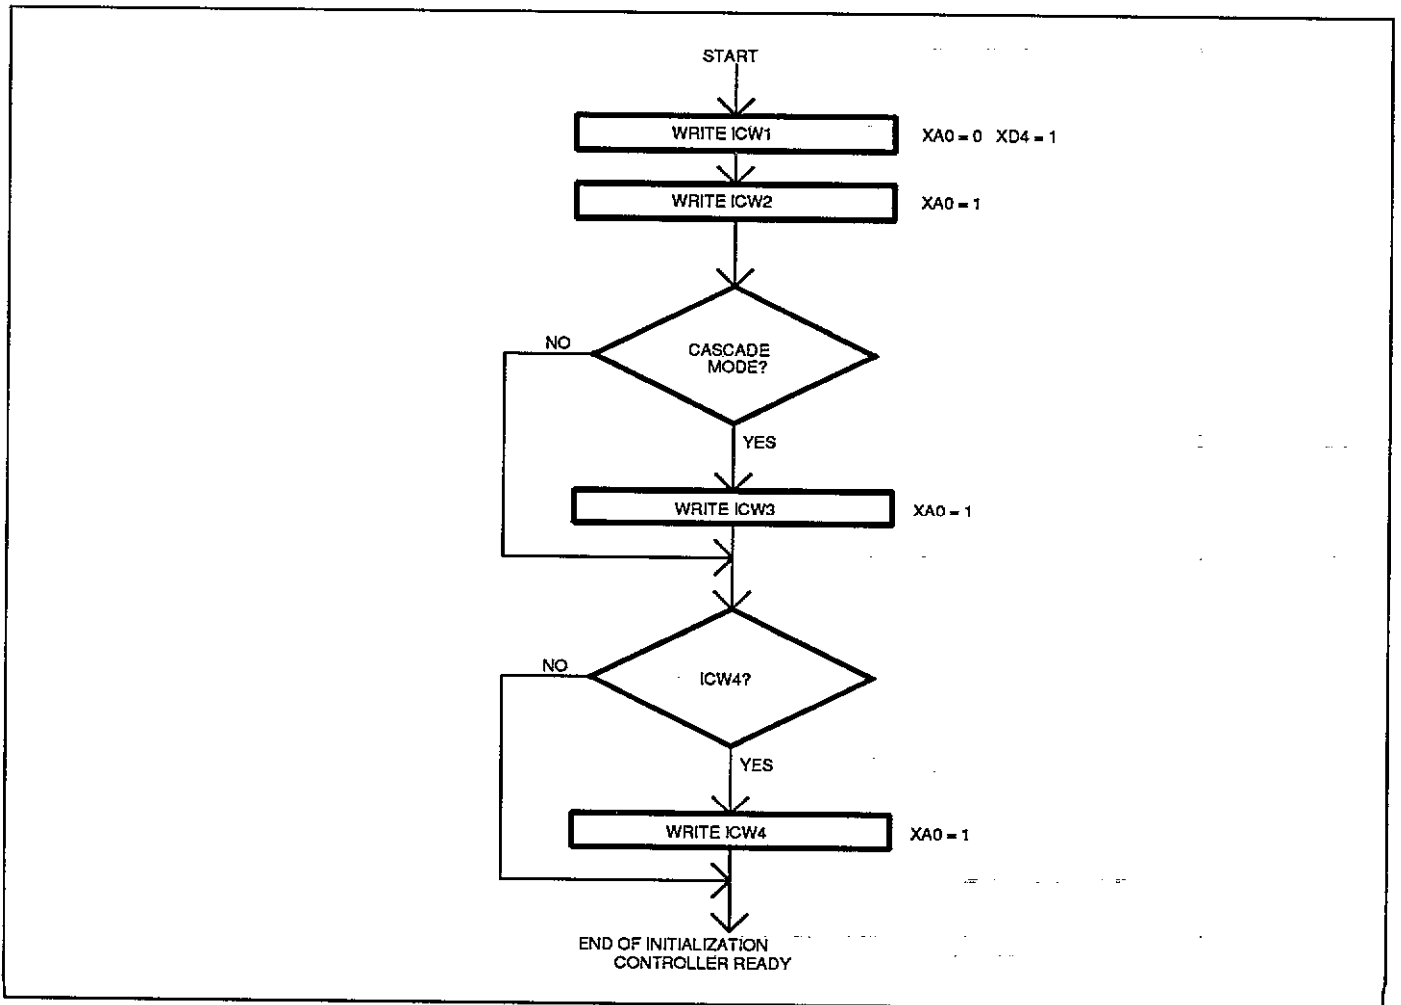 START
WRITE ICW1
XA0 = 0 XD4 = 1
WRITE ICW2
XA0 = 1
NO
CASCADE
MODE?
YES
WRITE ICW3
XA0 = 1
NO
ICW4?
YES
WRITE ICW4
XA0 = 1
END OF INITIALIZATION
CONTROLLER READY